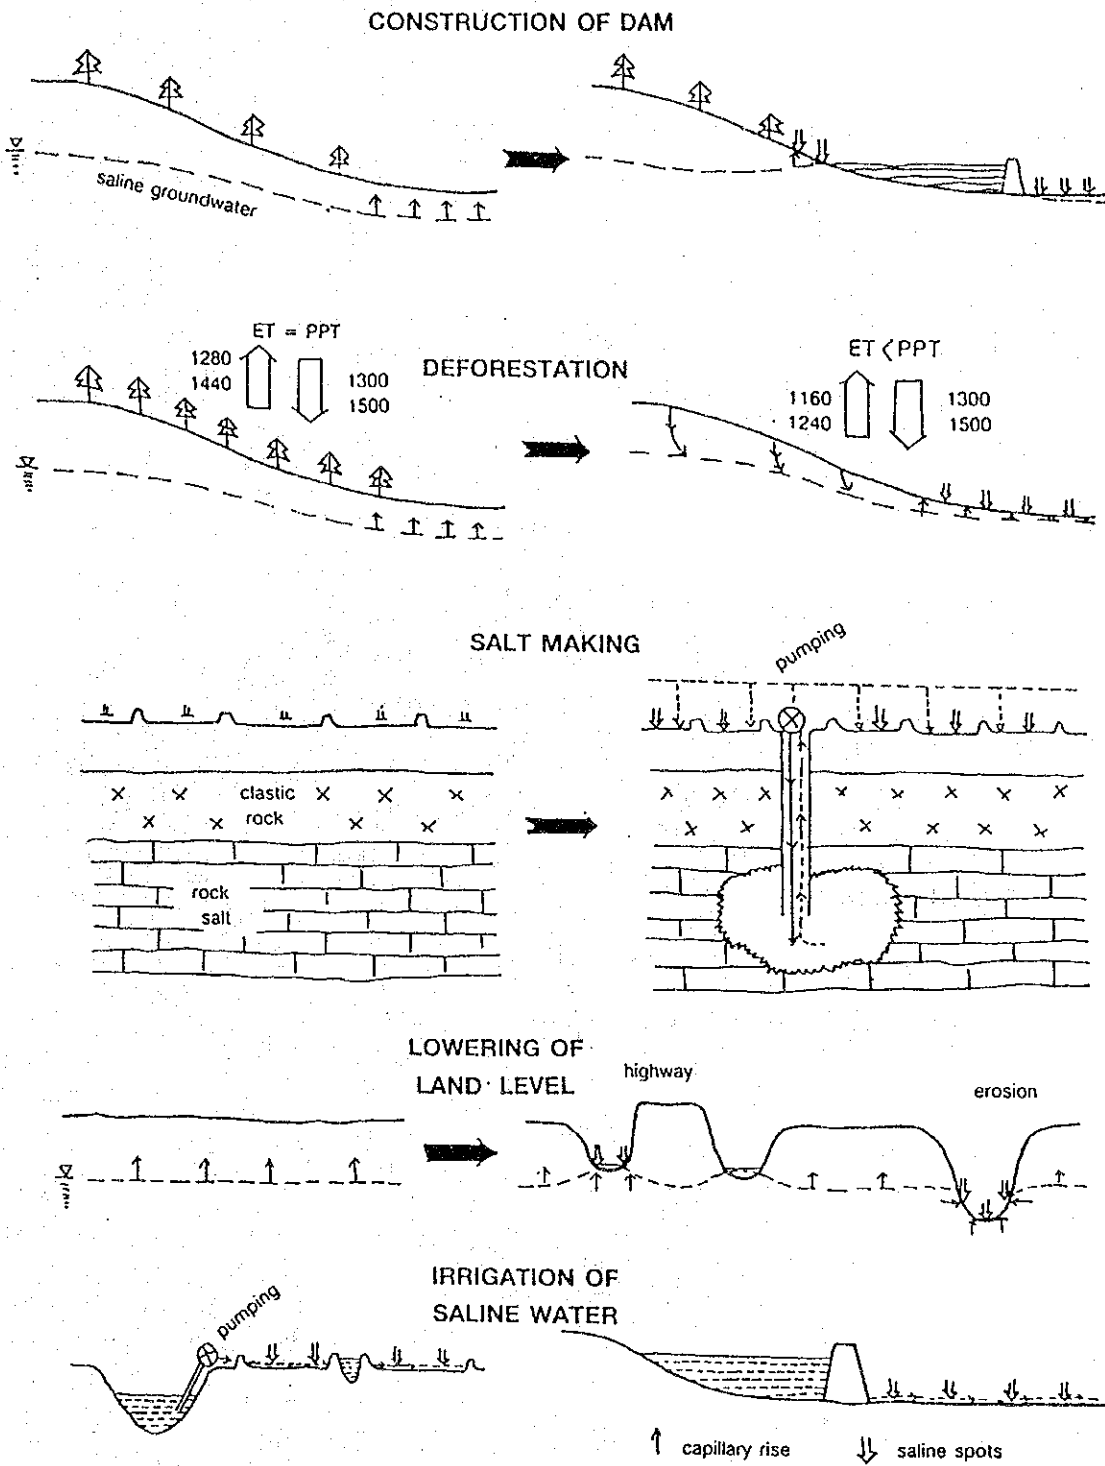 CONSTRUCTION OF DAM
saline groundwater
ET = PPT
1280
1440
1300
1500
DEFORESTATION
ET < PPT
1160
1240
1300
1500
SALT MAKING
pumping
clastic
rock
rock
salt
LOWERING OF
LAND LEVEL
highway
erosion
IRRIGATION OF
SALINE WATER
pumping
capillary rise
saline spots